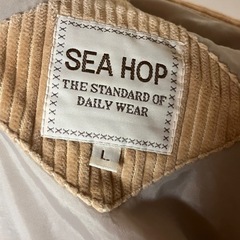 SEA HOP
THE STANDARD OF
DAILY WEAR
L